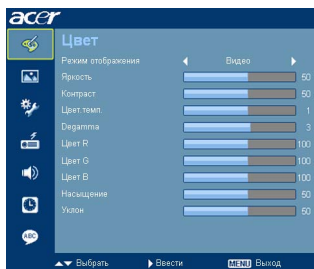 acer
Цвет
Режим отображения Видео
Яркость 50
Контраст 50
Цвет.темп. 1
Degamma 3
Цвет R 100
Цвет G 100
Цвет B 100
Насыщение 50
Уклон 50
ABC
Выбрать Ввести MENU Выход